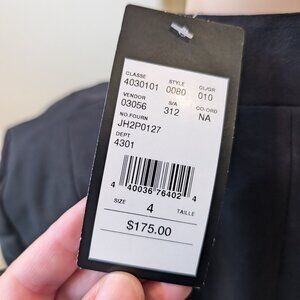 CLASSE STYLE CL/GR
4030101 0080 010
VENDOR S/A CO-ORD
03056 312 NA
NO.FOURN
JH2P0127
DEPT
4301
4 40036 76402 4
SIZE 4 TAILLE
$175.00